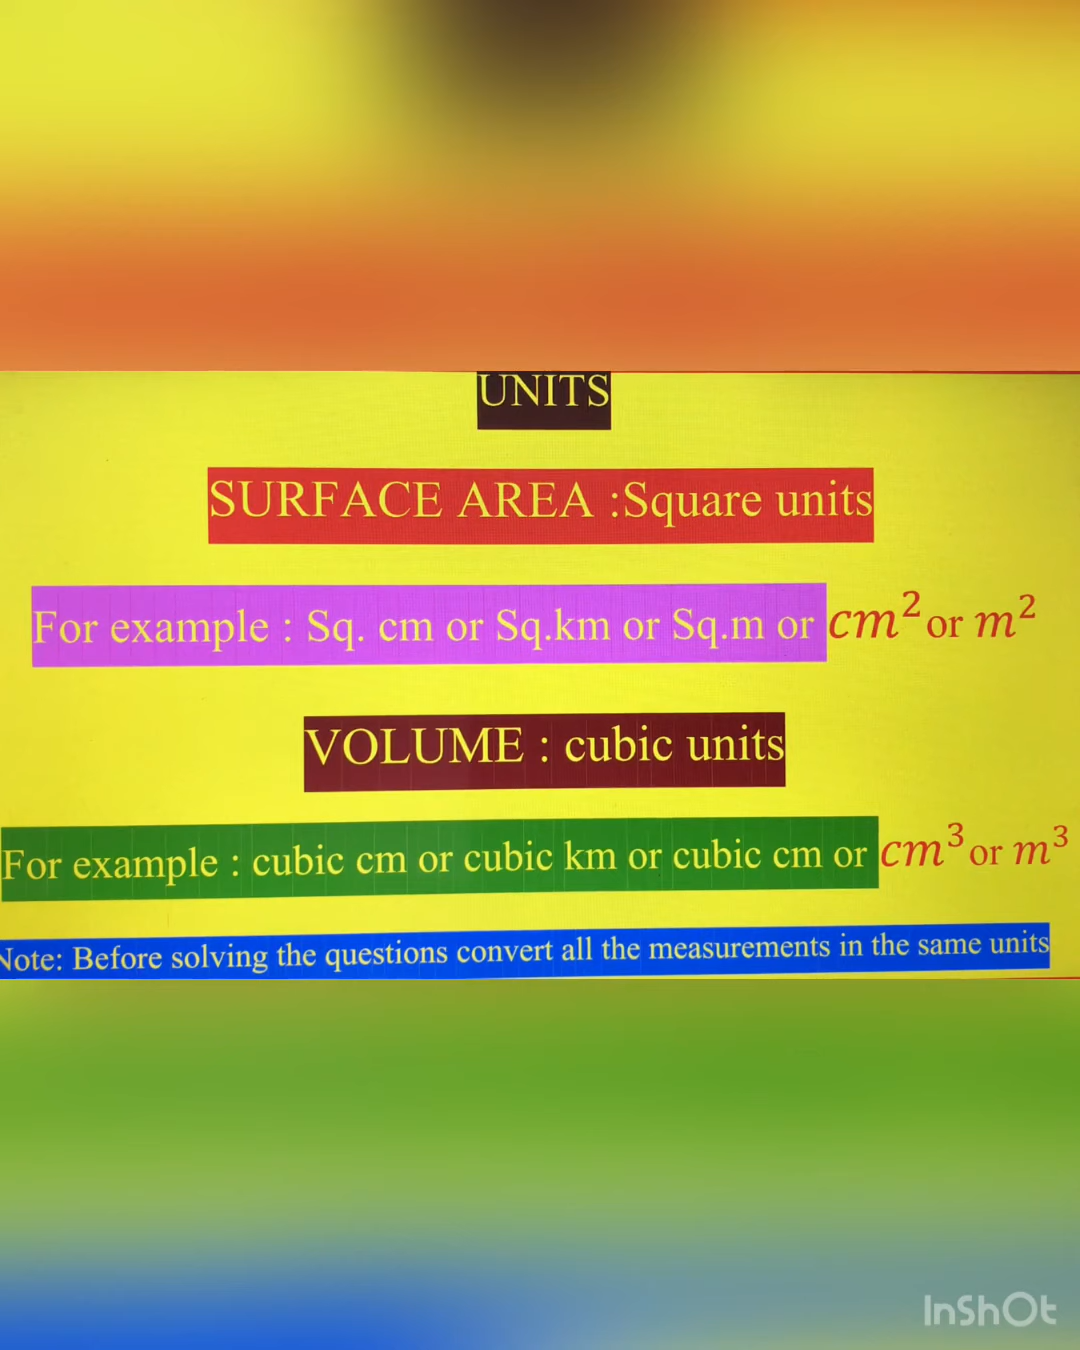 UNITS
SURFACE AREA :Square units
For example : Sq. cm or Sq.km or Sq.m or cm² or m²
VOLUME : cubic units
For example : cubic cm or cubic km or cubic cm or cm³ or m³
Note: Before solving the questions convert all the measurements in the same units
InShOt